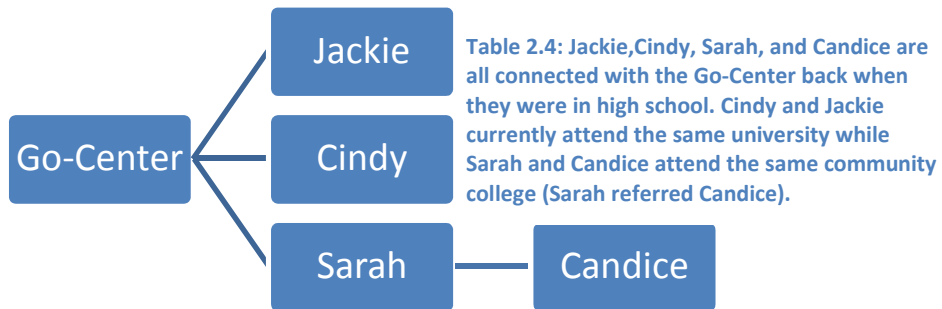 Jackie
Table 2.4: Jackie,Cindy, Sarah, and Candice are
all connected with the Go-Center back when
they were in high school. Cindy and Jackie
currently attend the same university while
Sarah and Candice attend the same community
college (Sarah referred Candice).
Go-Center
Cindy
Sarah
Candice